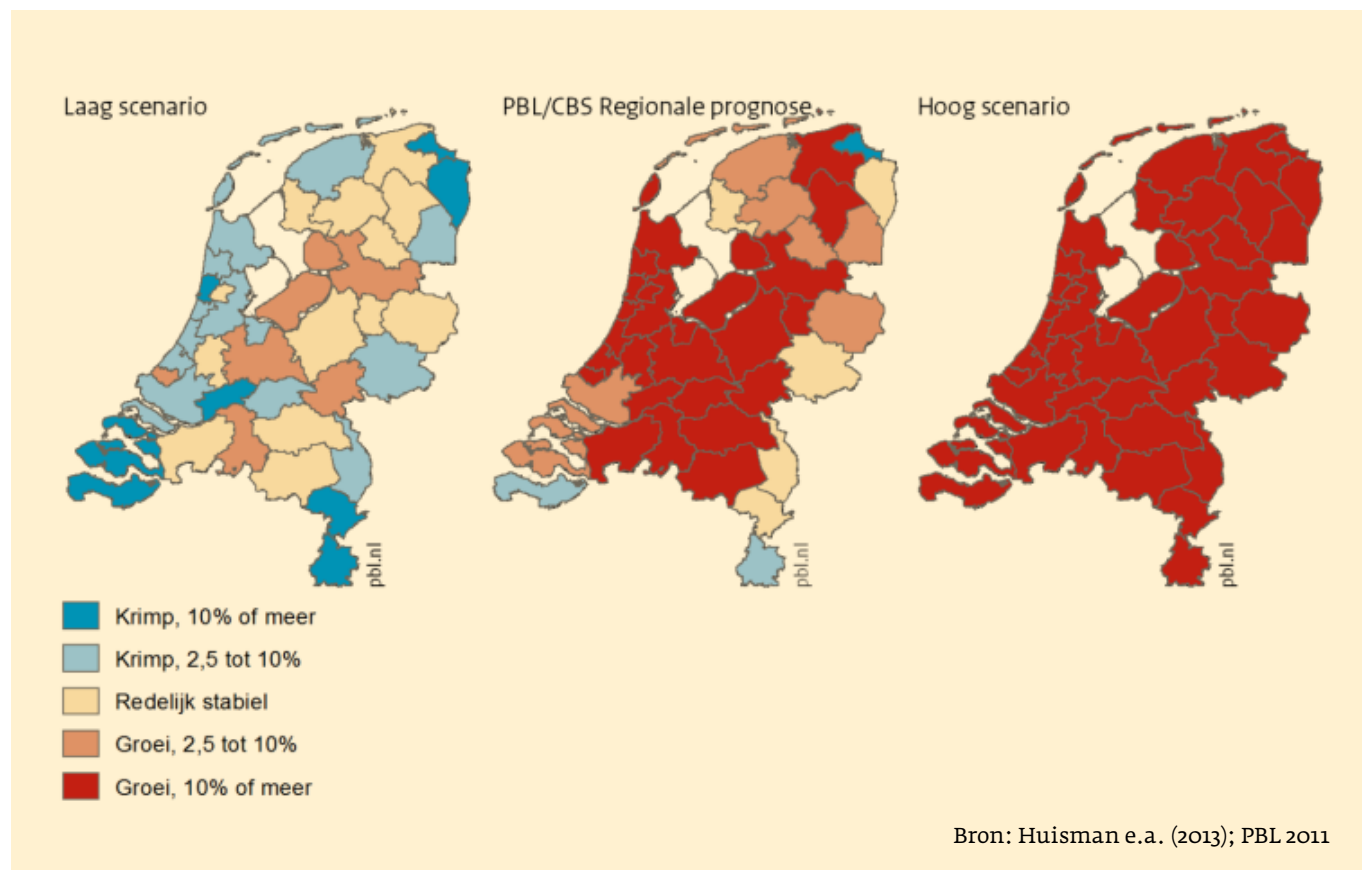 Laag scenario
PBL/CBS Regionale prognose
Hoog scenario
pbl.nl
pbl.nl
pbl.nl
Krimp, 10% of meer
Krimp, 2,5 tot 10%
Redelijk stabiel
Groei, 2,5 tot 10%
Groei, 10% of meer
Bron: Huisman e.a. (2013); PBL 2011